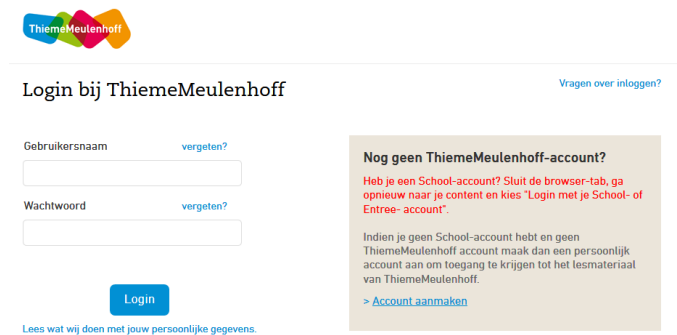 ThiemeMeulenhoff
Login bij ThiemeMeulenhoff
Vragen over inloggen?
Gebruikersnaam vergeten?
Wachtwoord vergeten?
Login
Lees wat wij doen met jouw persoonlijke gegevens.
Nog geen ThiemeMeulenhoff-account?
Heb je een School-account? Sluit de browser-tab, ga
opnieuw naar je content en kies "Login met je School- of
Entree- account".
Indien je geen School-account hebt en geen
ThiemeMeulenhoff account maak dan een persoonlijk
account aan om toegang te krijgen tot het lesmateriaal
van ThiemeMeulenhoff.
> Account aanmaken